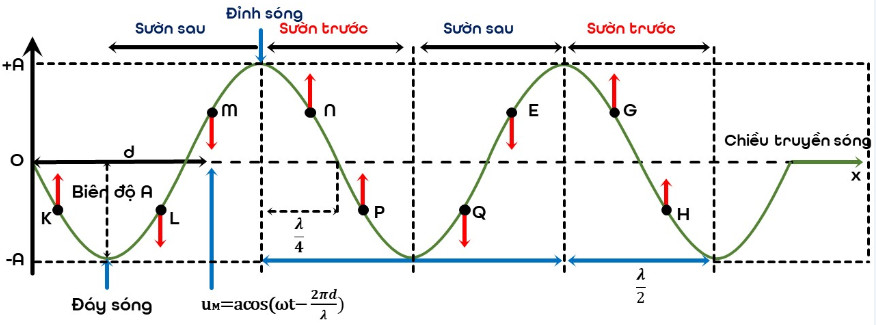 Đỉnh sóng
Sườn sau
Sườn trước
Sườn sau
Sườn trước
+A
M
N
E
G
Chiều truyền sóng
O
d
x
Biên độ A
K
L
P
Q
H
λ
4
-A
λ
2
Đáy sóng
uM=acos(ωt−2πd/λ)